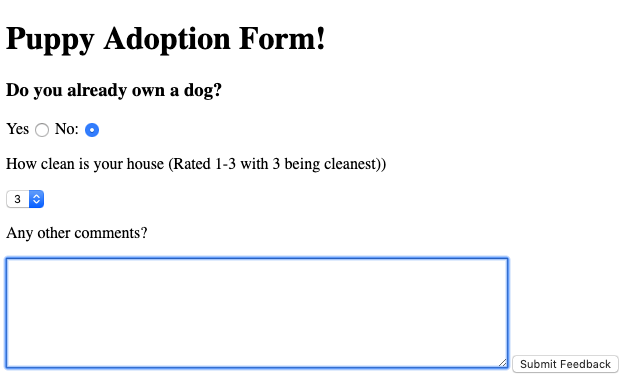 Puppy Adoption Form!
Do you already own a dog?
Yes No:
How clean is your house (Rated 1-3 with 3 being cleanest))
3
Any other comments?
Submit Feedback